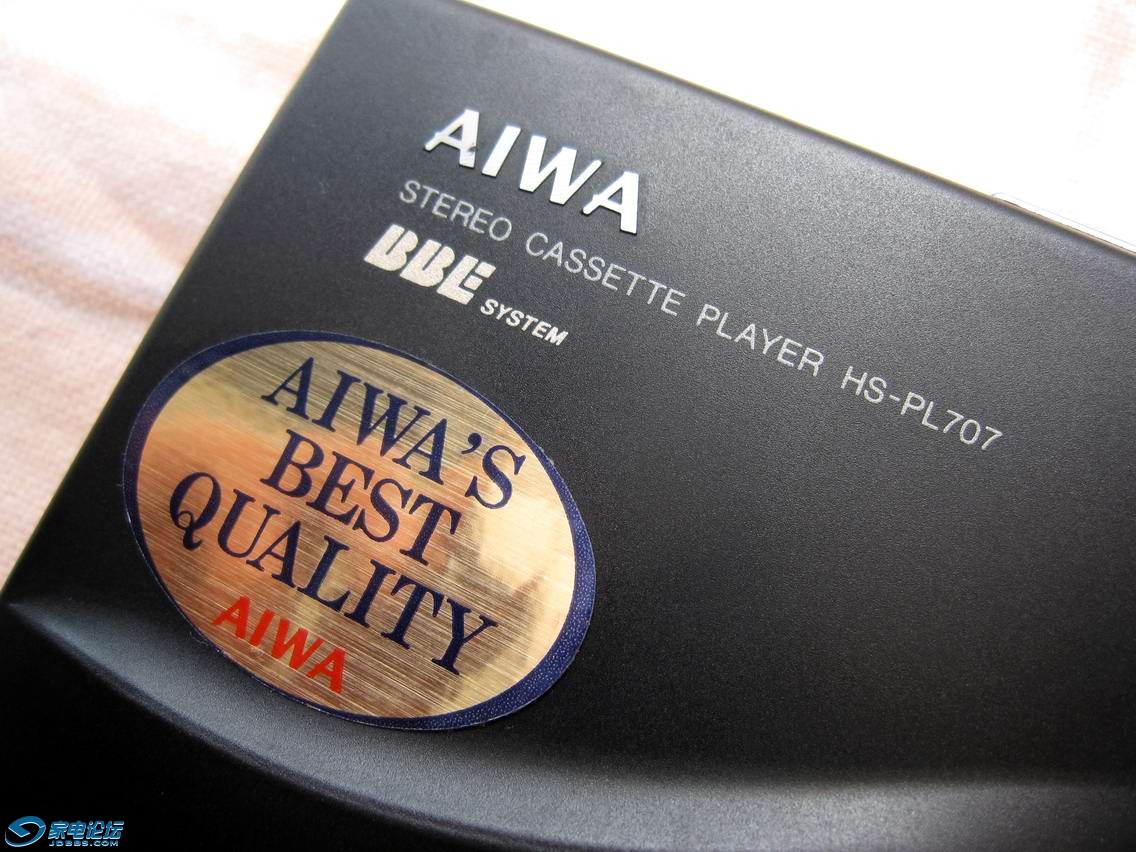 AIWA
STEREO CASSETTE PLAYER HS-PL707
BBE SYSTEM
AIWA'S
BEST
QUALITY
AIWA
家电论坛
JDBBS.COM